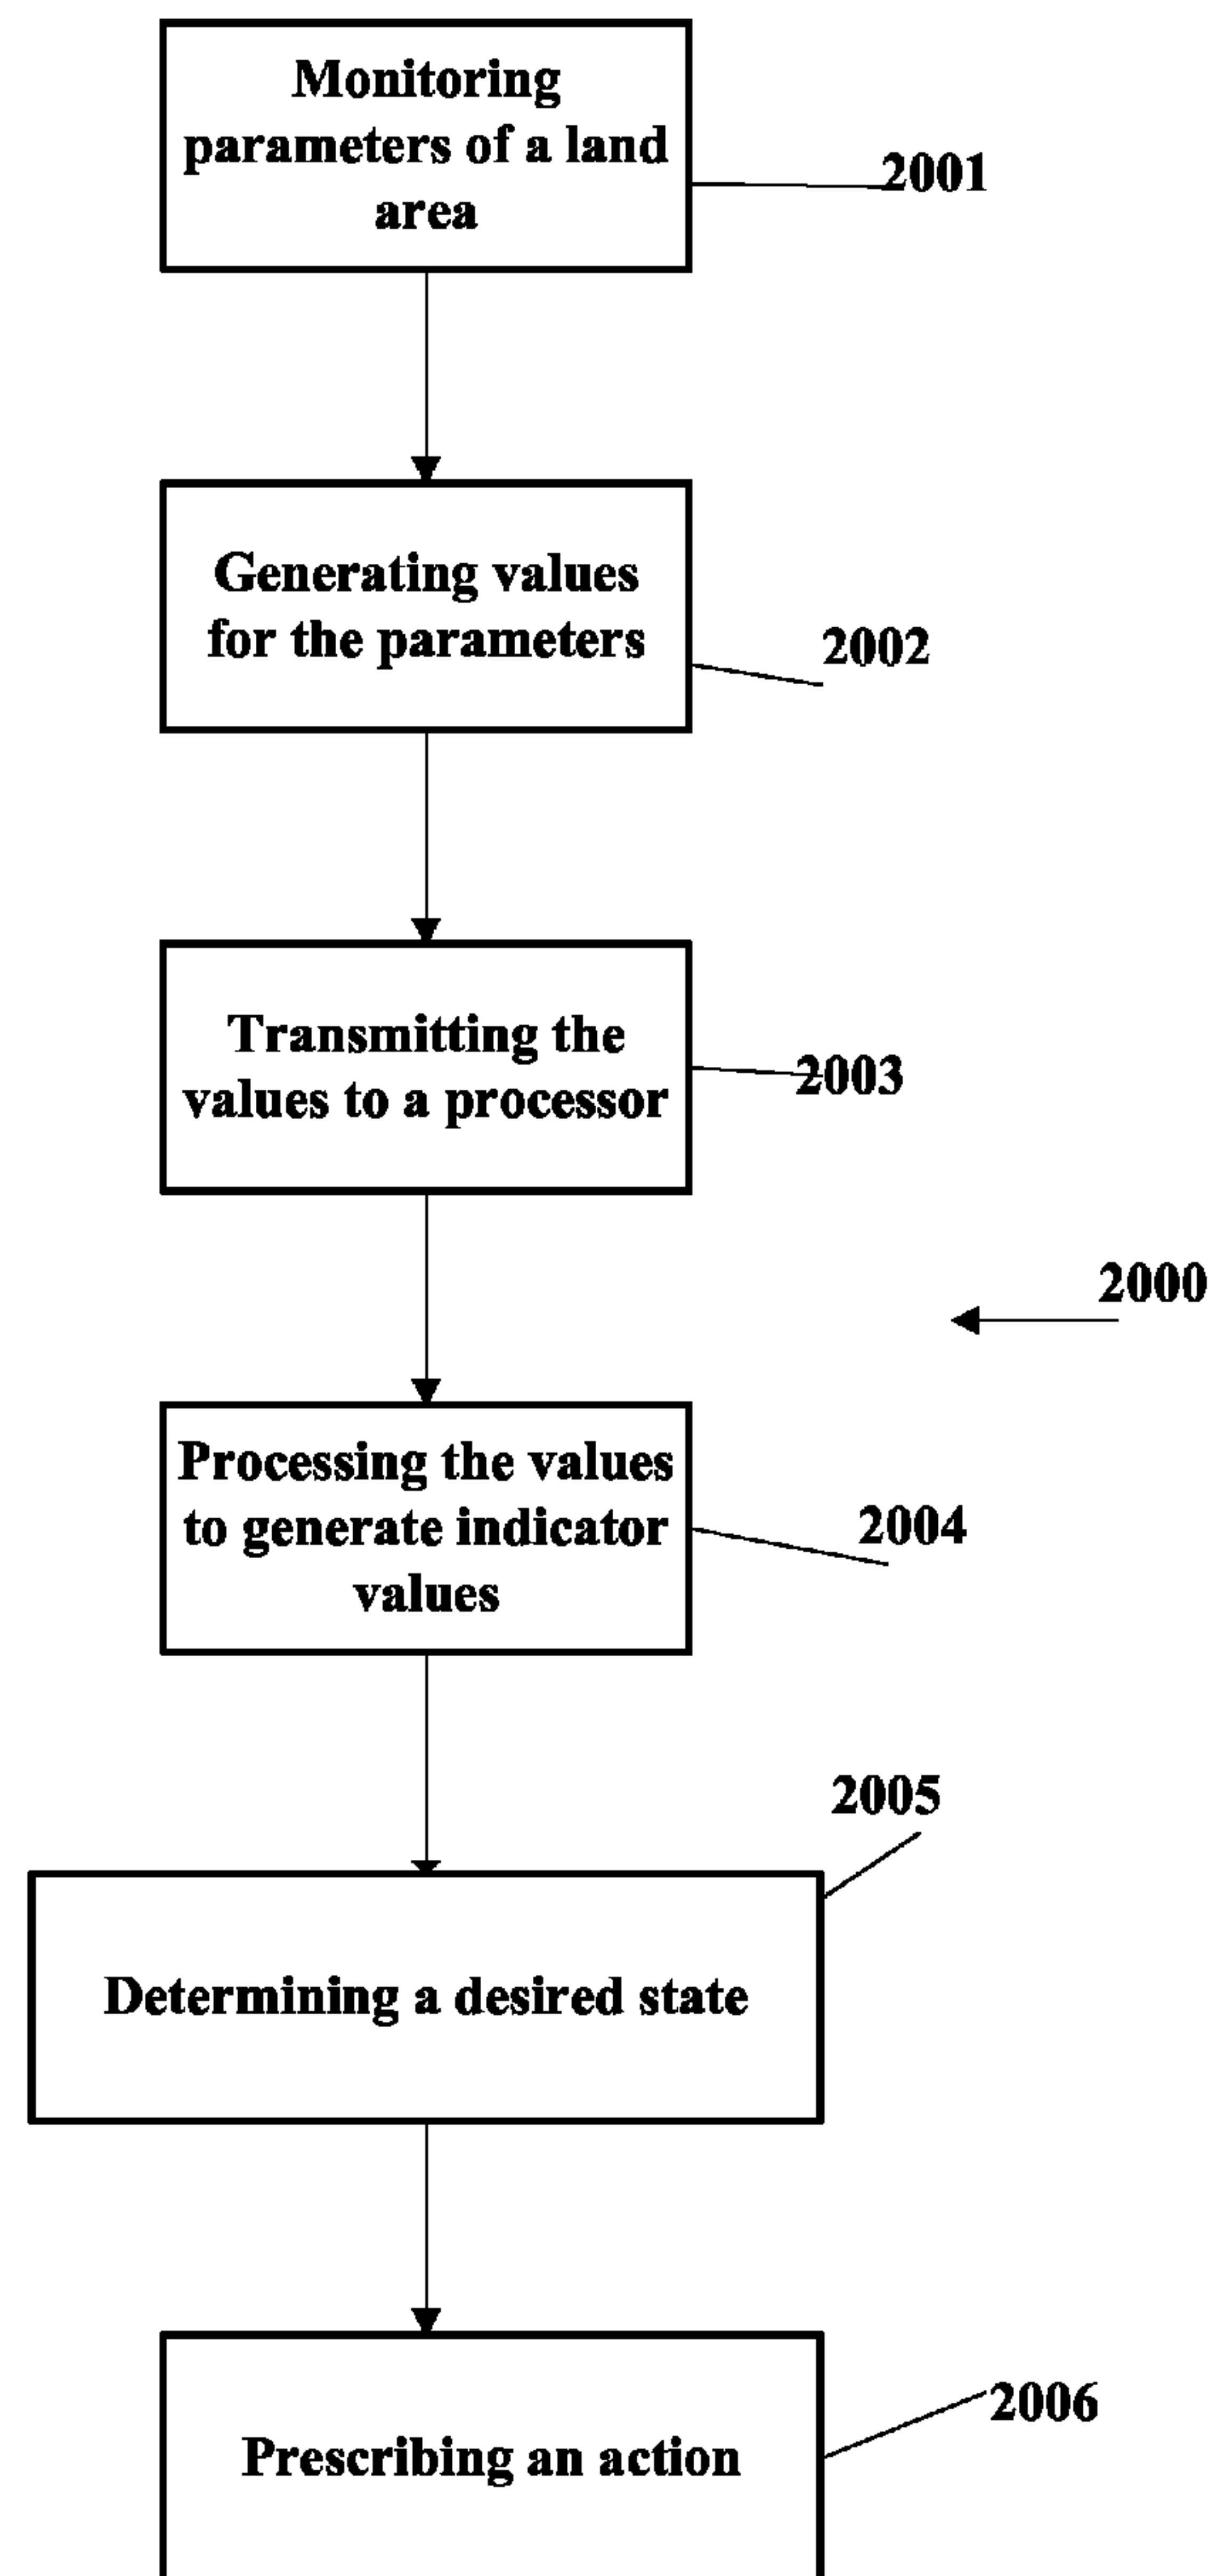 Monitoring
parameters of a land
area
2001
Generating values
for the parameters
2002
Transmitting the
values to a processor
2003
2000
Processing the values
to generate indicator
values
2004
2005
Determining a desired state
2006
Prescribing an action